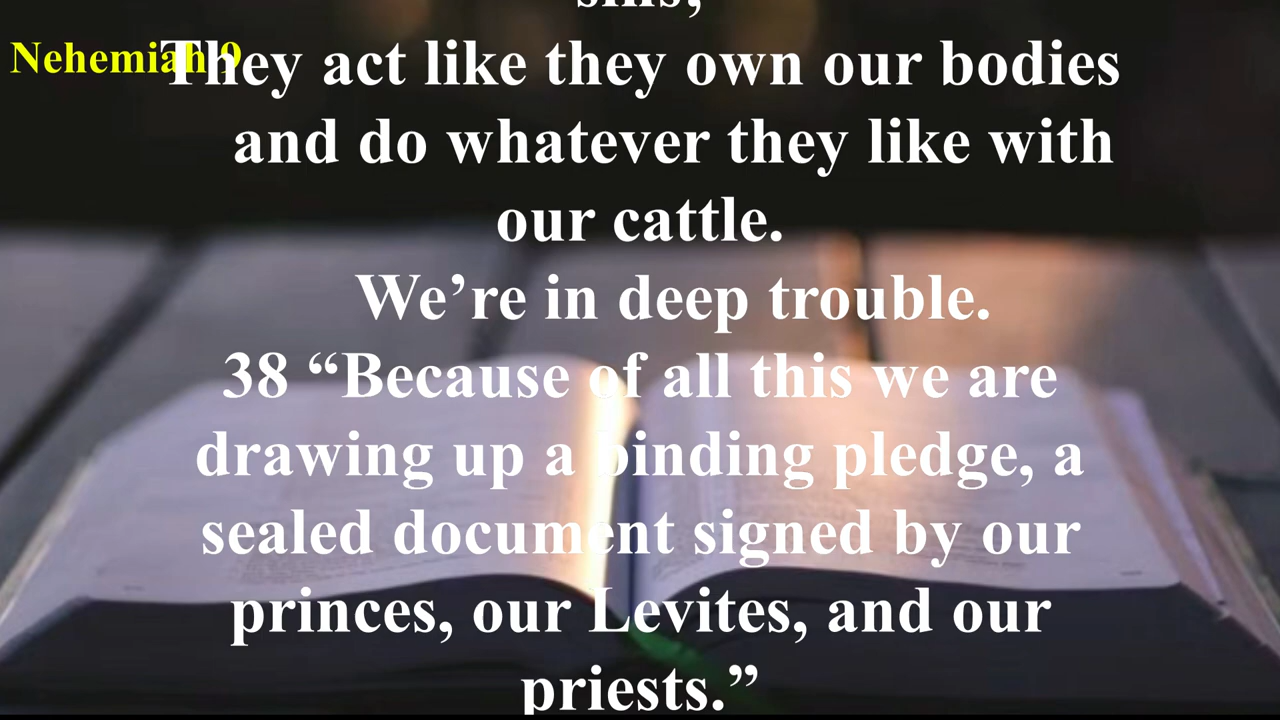 sins;
Nehemiah 9
They act like they own our bodies
and do whatever they like with
our cattle.
We’re in deep trouble.
38 “Because of all this we are
drawing up a binding pledge, a
sealed document signed by our
princes, our Levites, and our
priests.”